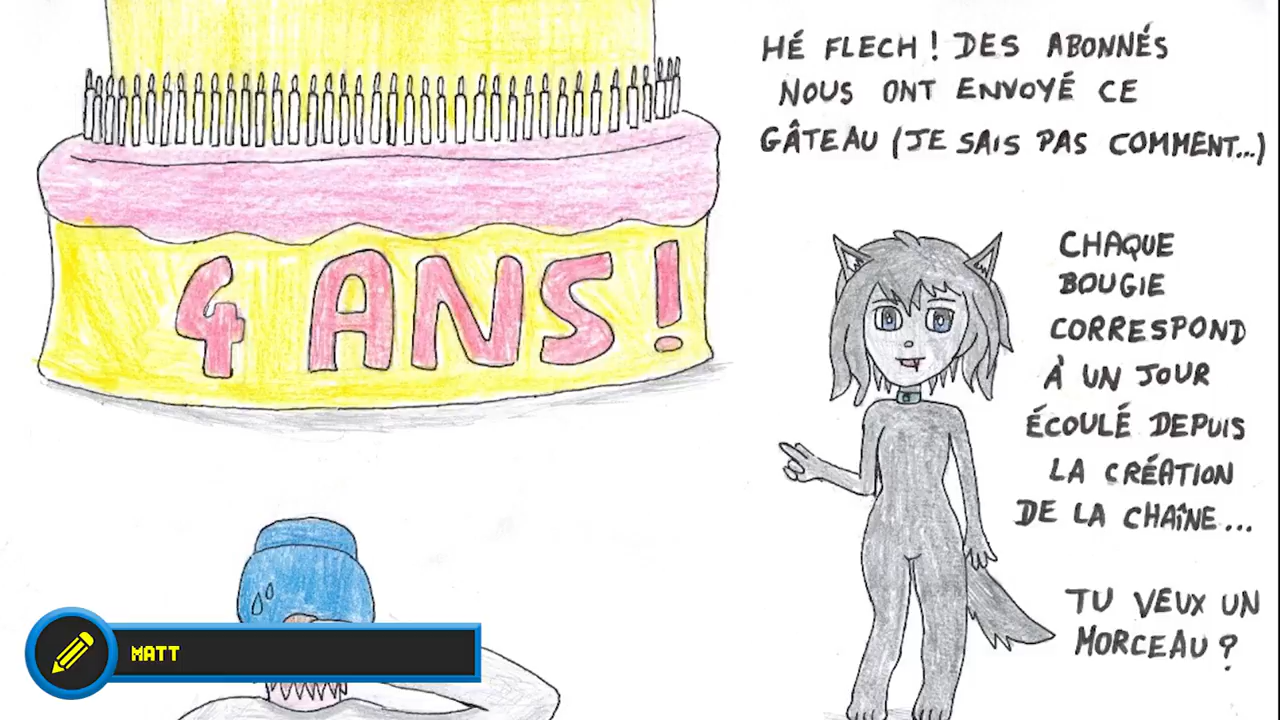 HÉ FLECH ! DES ABONNÉS
NOUS ONT ENVOYÉ CE
GÂTEAU (JE SAIS PAS COMMENT...)
4 ANS !
CHAQUE
BOUGIE
CORRESPOND
À UN JOUR
ÉCOULÉ DEPUIS
LA CRÉATION
DE LA CHAÎNE...
TU VEUX UN
MORCEAU ?
MATT